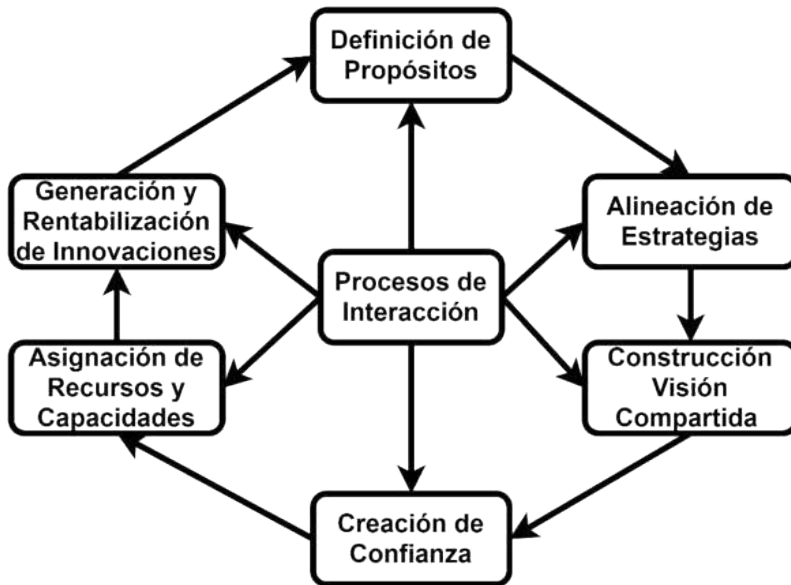 Definición de
Propósitos
Generación y
Rentabilización
de Innovaciones
Alineación de
Estrategias
Procesos de
Interacción
Asignación de
Recursos y
Capacidades
Construcción
Visión
Compartida
Creación de
Confianza